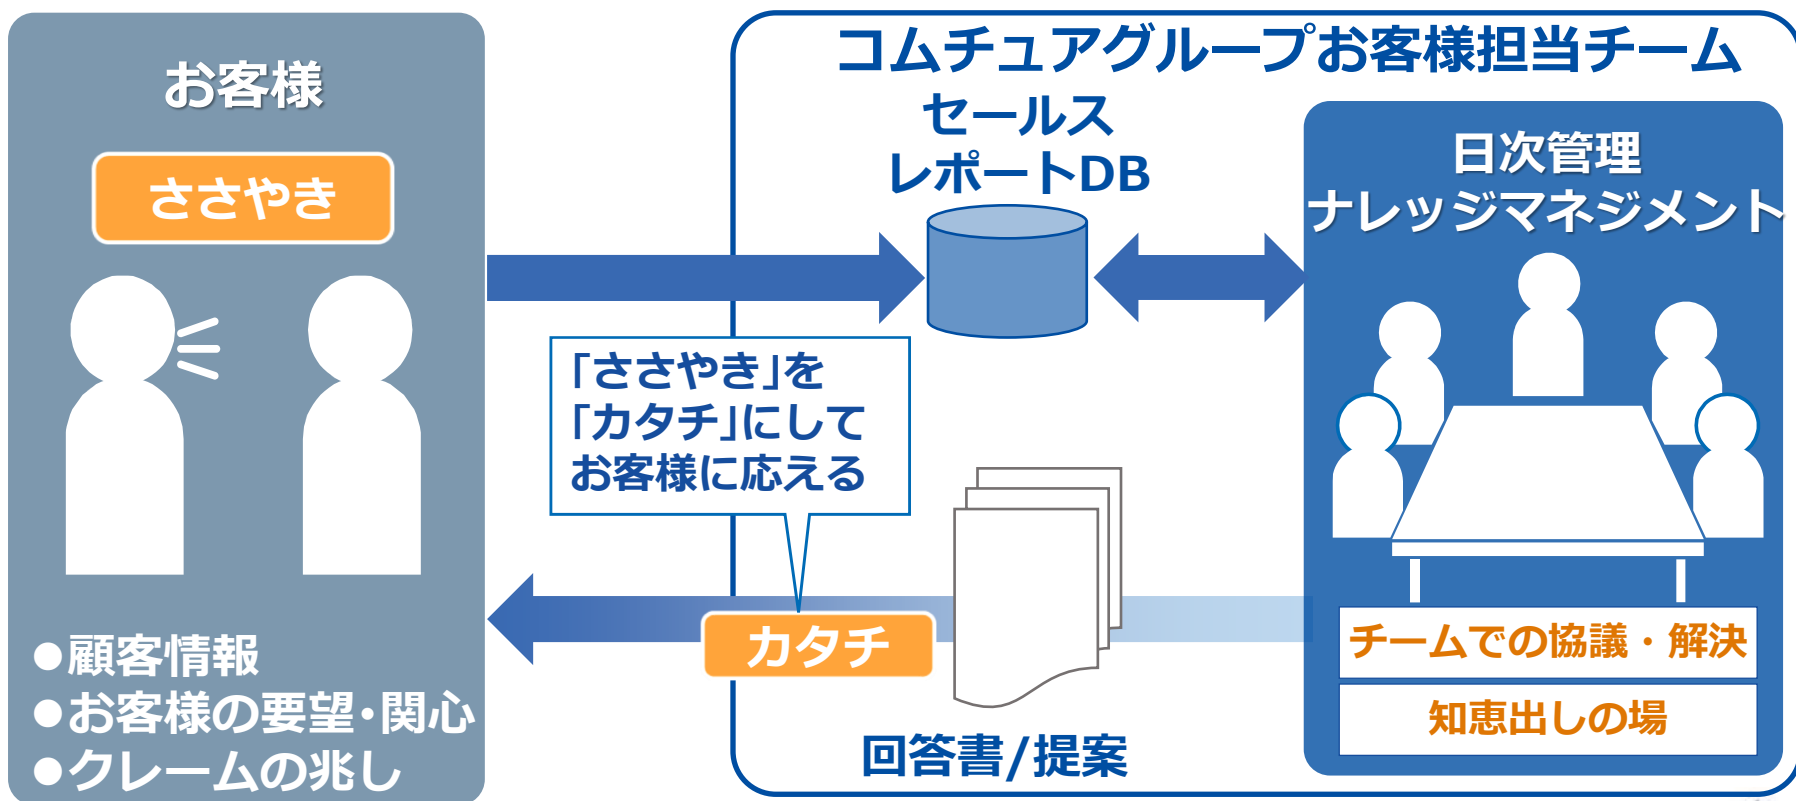 お客様
ささやき
●顧客情報
●お客様の要望・関心
●クレームの兆し
コムチュアグループお客様担当チーム
セールス
レポートDB
「ささやき」を
「カタチ」にして
お客様に応える
カタチ
回答書/提案
日次管理
ナレッジマネジメント
チームでの協議・解決
知恵出しの場